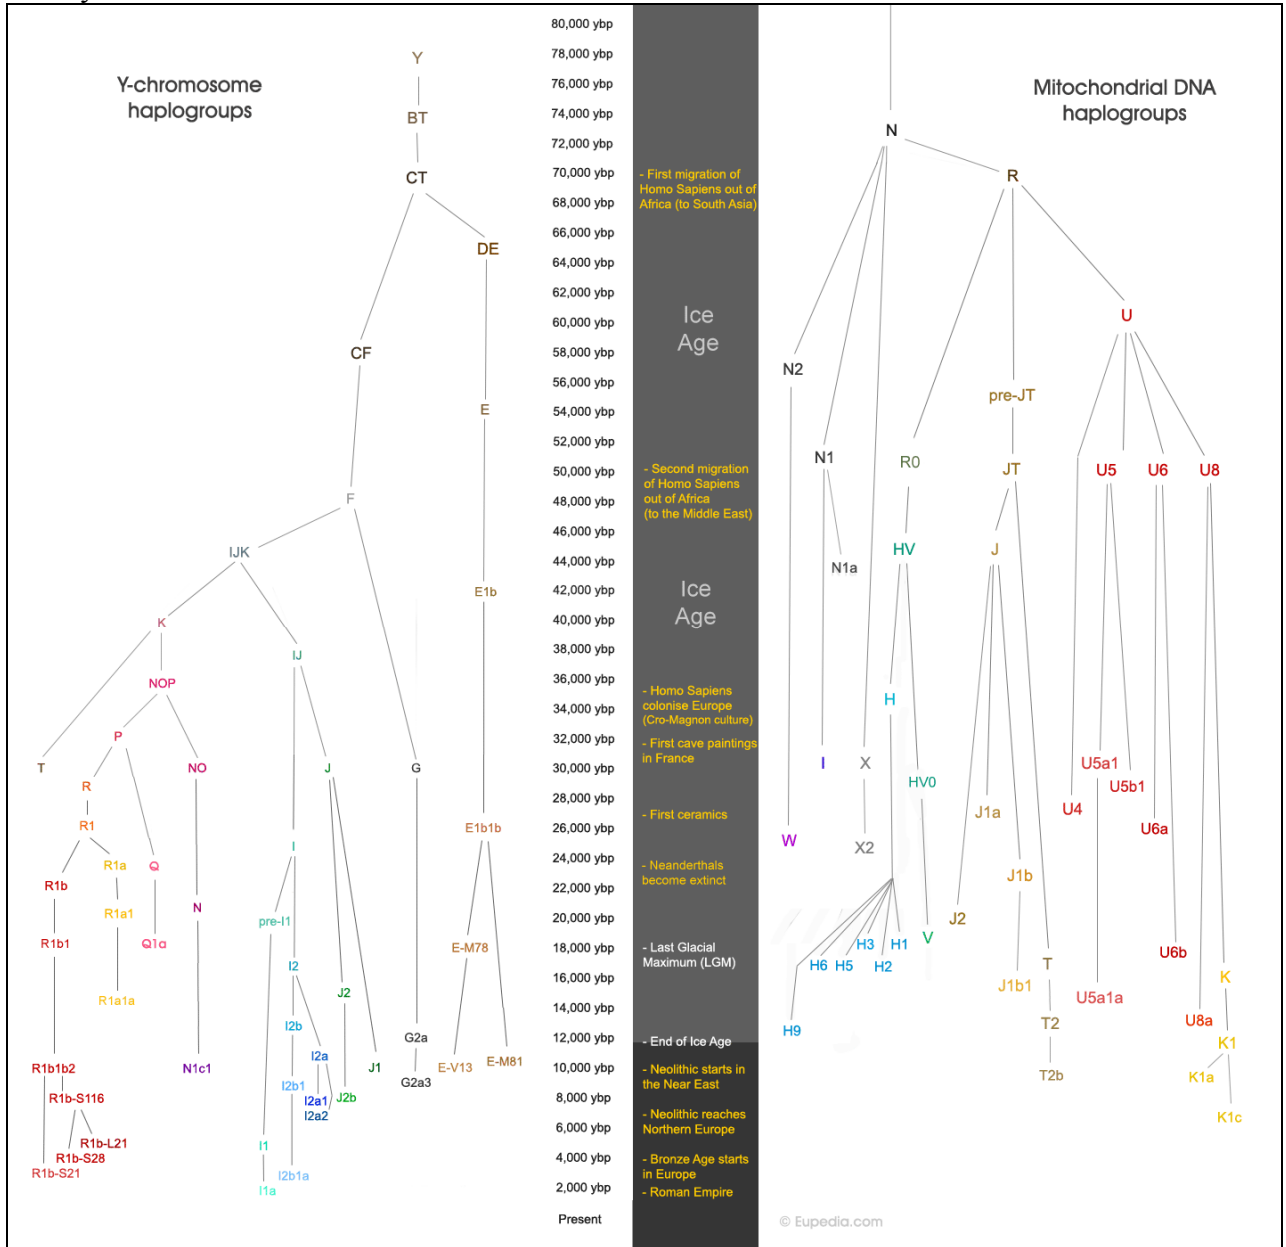 Y-chromosome
haplogroups
Y
BT
CT
DE
CF
E
F
IJK
E1b
K
IJ
NOP
P
T
NO
J
G
R
R1
E1b1b
I
R1a
Q
R1b
N
R1a1
pre-I1
R1b1
Q1a
E-M78
I2
R1a1a
J2
I2b
G2a
I2a
R1b1b2
N1c1
J1
E-V13
E-M81
G2a3
I2b1
R1b-S116
I2a1
J2b
I2a2
R1b-L21
I1
R1b-S28
R1b-S21
I2b1a
I1a
80,000 ybp
78,000 ybp
76,000 ybp
74,000 ybp
72,000 ybp
70,000 ybp
68,000 ybp
66,000 ybp
64,000 ybp
62,000 ybp
60,000 ybp
58,000 ybp
56,000 ybp
54,000 ybp
52,000 ybp
50,000 ybp
48,000 ybp
46,000 ybp
44,000 ybp
42,000 ybp
40,000 ybp
38,000 ybp
36,000 ybp
34,000 ybp
32,000 ybp
30,000 ybp
28,000 ybp
26,000 ybp
24,000 ybp
22,000 ybp
20,000 ybp
18,000 ybp
16,000 ybp
14,000 ybp
12,000 ybp
10,000 ybp
8,000 ybp
6,000 ybp
4,000 ybp
2,000 ybp
Present
- First migration of
Homo Sapiens out of
Africa (to South Asia)
Ice
Age
- Second migration
of Homo Sapiens
out of Africa
(to the Middle East)
Ice
Age
- Homo Sapiens
colonise Europe
(Cro-Magnon culture)
- First cave paintings
in France
- First ceramics
- Neanderthals
become extinct
- Last Glacial
Maximum (LGM)
- End of Ice Age
- Neolithic starts in
the Near East
- Neolithic reaches
Northern Europe
- Bronze Age starts
in Europe
- Roman Empire
Mitochondrial DNA
haplogroups
N
R
U
N2
pre-JT
N1
R0
JT
U5
U6
U8
HV
J
N1a
H
I
X
U5a1
HV0
U5b1
J1a
U4
U6a
W
X2
J1b
J2
V
H3
H1
H6
H5
H2
U6b
T
K
J1b1
U5a1a
H9
T2
U8a
K1
T2b
K1a
K1c
© Eupedia.com